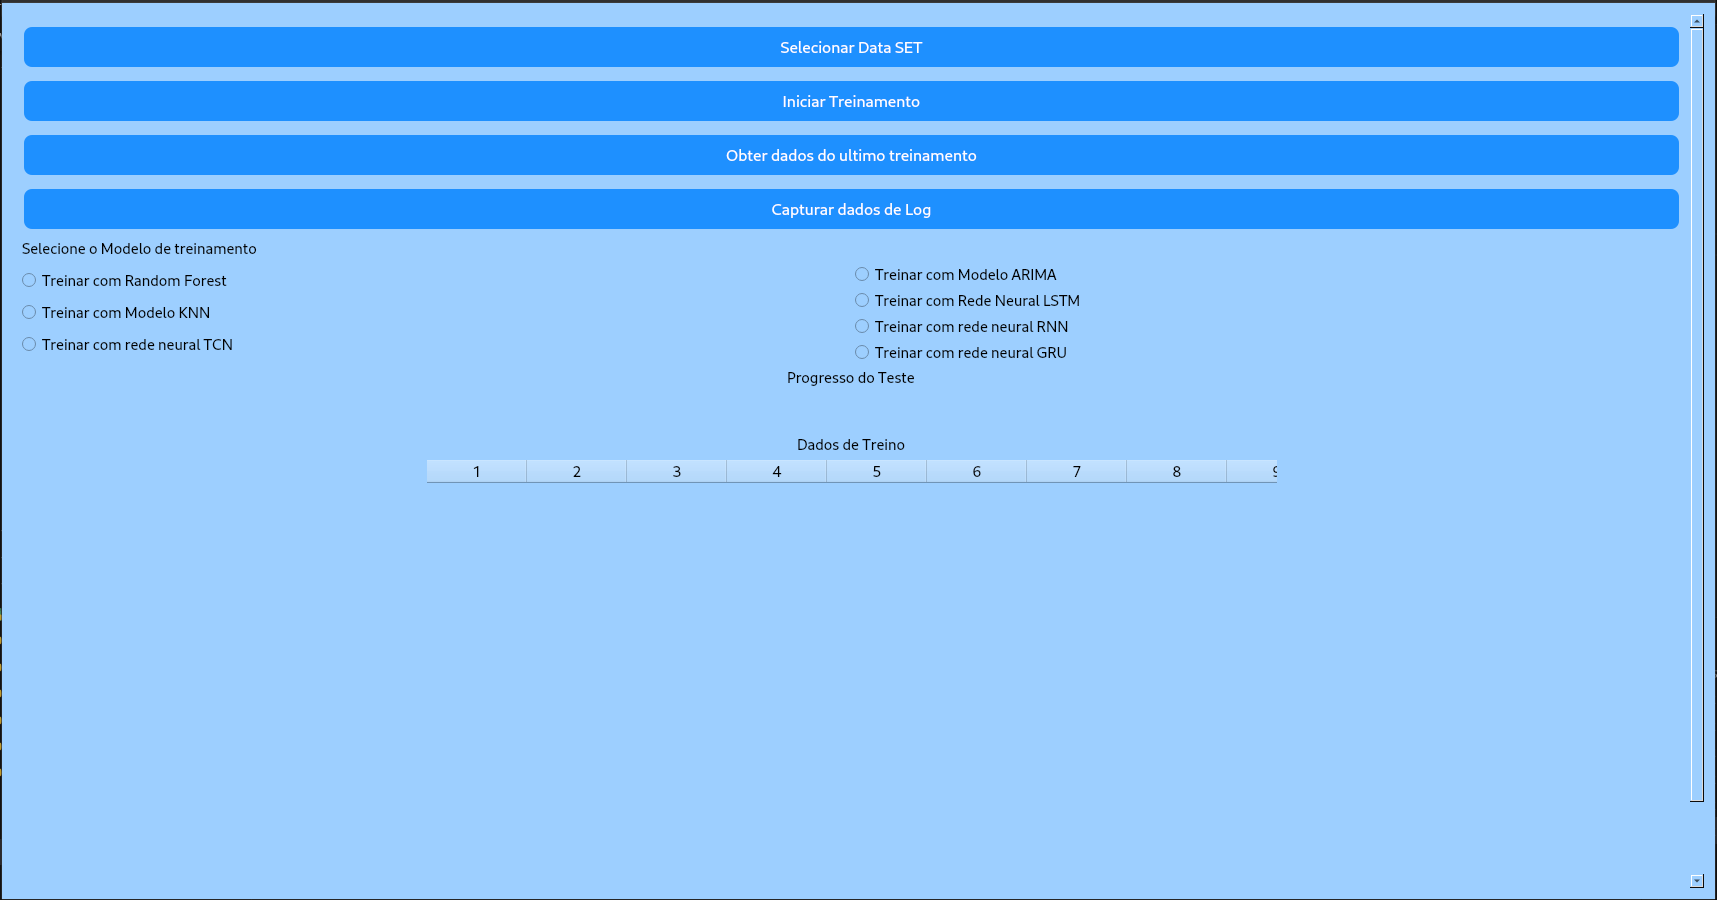 Selecionar Data SET
Iniciar Treinamento
Obter dados do ultimo treinamento
Capturar dados de Log
Selecione o Modelo de treinamento
Treinar com Random Forest
Treinar com Modelo KNN
Treinar com rede neural TCN
Treinar com Modelo ARIMA
Treinar com Rede Neural LSTM
Treinar com rede neural RNN
Treinar com rede neural GRU
Progresso do Teste
Dados de Treino
1 2 3 4 5 6 7 8